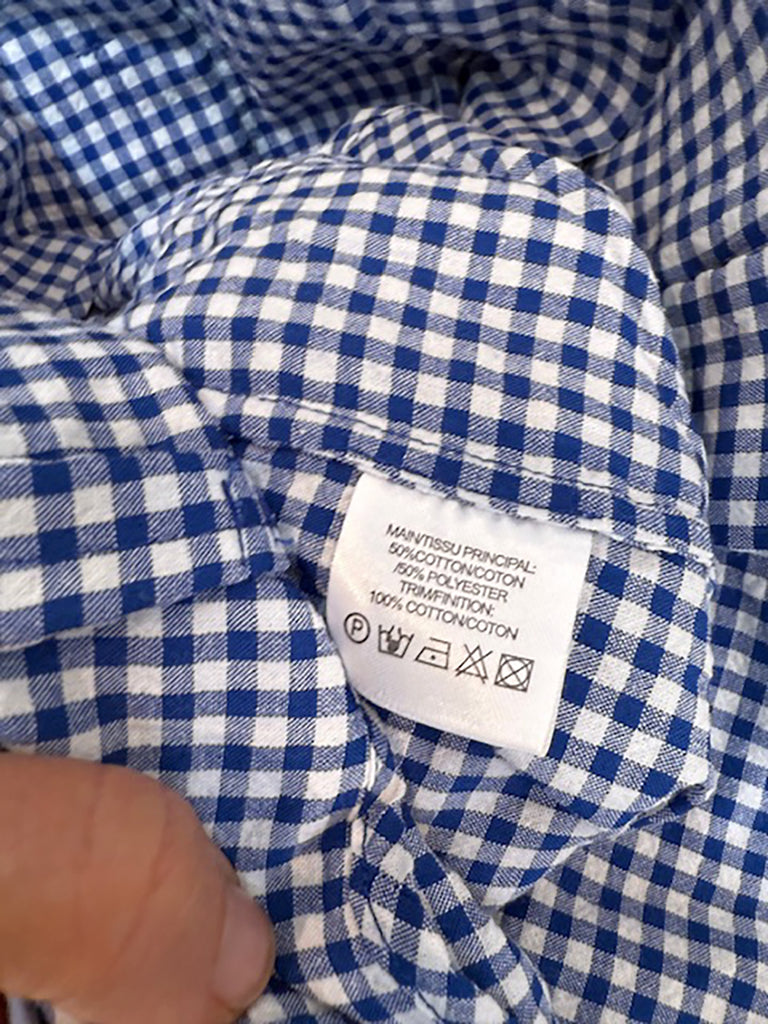 MAIN/TISSU PRINCIPAL:
50%COTTON/COTON
/50% POLYESTER
TRIM/FINITION:
100% COTTON/COTON
P